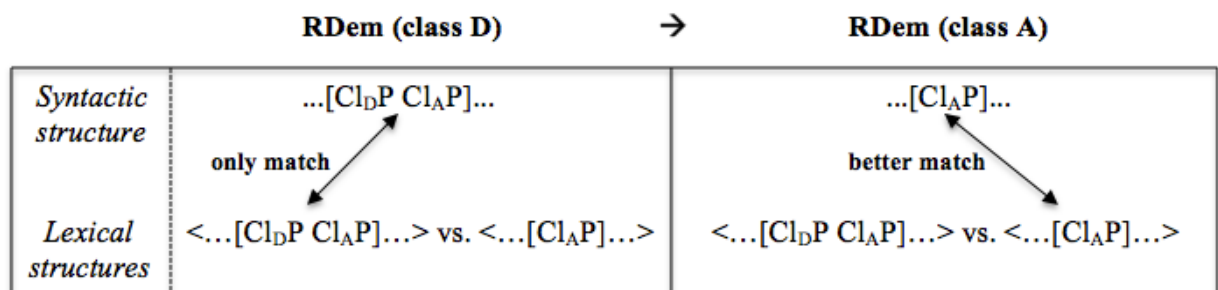 RDem (class D) → RDem (class A)
Syntactic structure ...[ClDP ClAP]... ...[ClAP]...
only match better match
Lexical structures <…[ClDP ClAP]…> vs. <…[ClAP]…> <…[ClDP ClAP]…> vs. <…[ClAP]…>